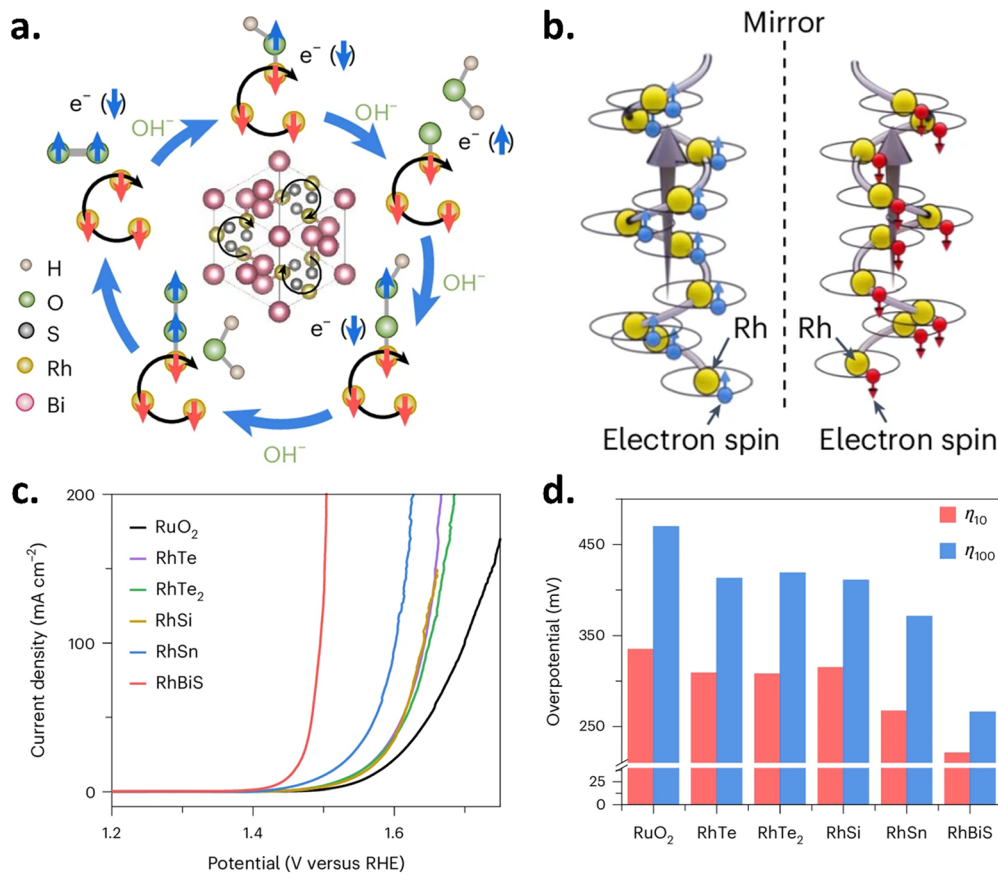 a.
e⁻ (↓)
e⁻ (↓)
OH⁻
OH⁻
e⁻ (↑)
OH⁻
e⁻ (↓)
OH⁻
H
O
S
Rh
Bi
b.
Mirror
Rh
Rh
Electron spin
Electron spin
c.
200
100
0
Current density (mA cm⁻²)
RuO₂
RhTe
RhTe₂
RhSi
RhSn
RhBiS
1.2
1.4
1.6
Potential (V versus RHE)
d.
η₁₀
η₁₀₀
450
350
250
25
0
Overpotential (mV)
RuO₂
RhTe
RhTe₂
RhSi
RhSn
RhBiS